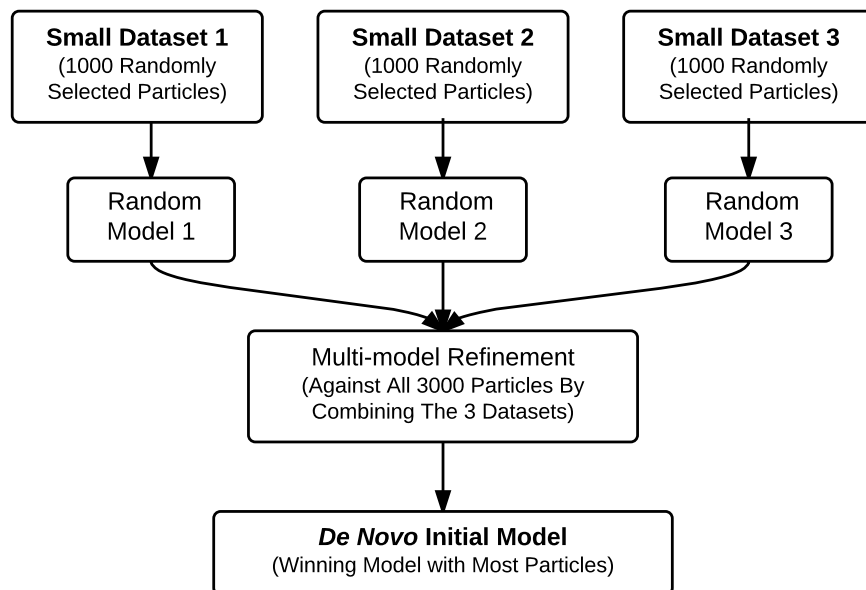 Small Dataset 1
(1000 Randomly
Selected Particles)
Small Dataset 2
(1000 Randomly
Selected Particles)
Small Dataset 3
(1000 Randomly
Selected Particles)
Random
Model 1
Random
Model 2
Random
Model 3
Multi-model Refinement
(Against All 3000 Particles By
Combining The 3 Datasets)
De Novo Initial Model
(Winning Model with Most Particles)